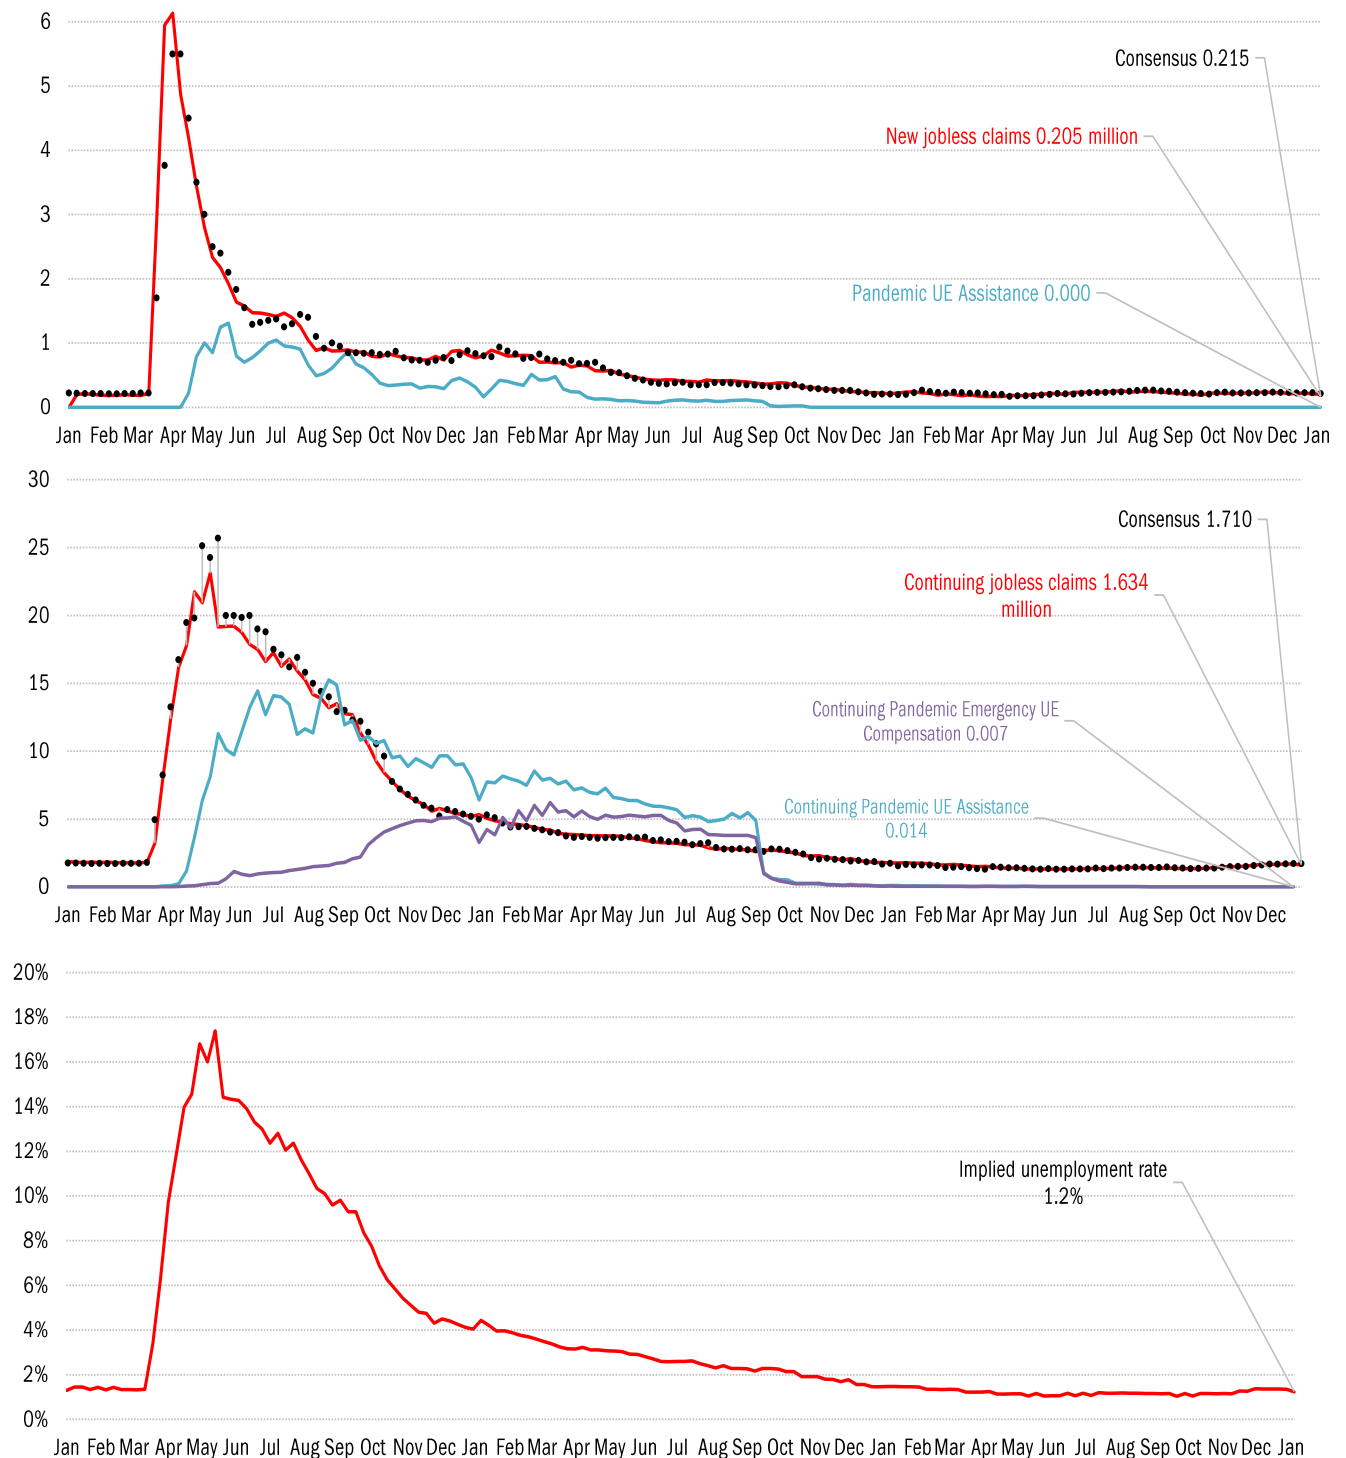 6
Consensus 0.215
5
New jobless claims 0.205 million
4
3
Pandemic UE Assistance 0.000
2
1
0
Jan Feb Mar Apr May Jun Jul Aug Sep Oct Nov Dec Jan Feb Mar Apr May Jun Jul Aug Sep Oct Nov Dec Jan Feb Mar Apr May Jun Jul Aug Sep Oct Nov Dec Jan
30
Consensus 1.710
25
Continuing jobless claims 1.634
million
20
15
Continuing Pandemic Emergency UE
Compensation 0.007
10
Continuing Pandemic UE Assistance
0.014
5
0
Jan Feb Mar Apr May Jun Jul Aug Sep Oct Nov Dec Jan Feb Mar Apr May Jun Jul Aug Sep Oct Nov Dec Jan Feb Mar Apr May Jun Jul Aug Sep Oct Nov Dec
20%
18%
16%
14%
12%
Implied unemployment rate
1.2%
10%
8%
6%
4%
2%
0%
Jan Feb Mar Apr May Jun Jul Aug Sep Oct Nov Dec Jan Feb Mar Apr May Jun Jul Aug Sep Oct Nov Dec Jan Feb Mar Apr May Jun Jul Aug Sep Oct Nov Dec Jan